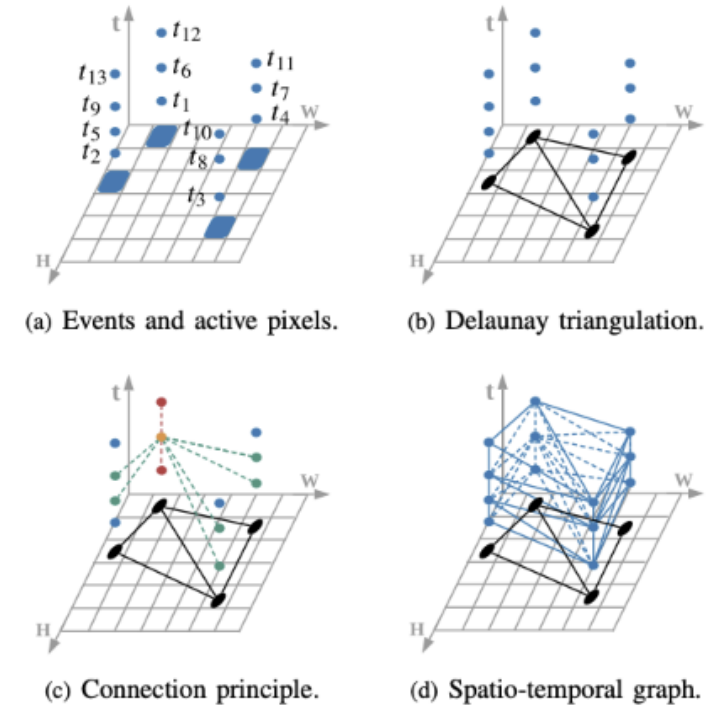 t
t₁₂
t₁₃
t₆
t₁₁
t₉
t₁
t₇
t₅
t₁₀
t₄
W
t₂
t₈
t₃
H
(a) Events and active pixels.
t
W
H
(b) Delaunay triangulation.
t
W
H
(c) Connection principle.
t
W
H
(d) Spatio-temporal graph.